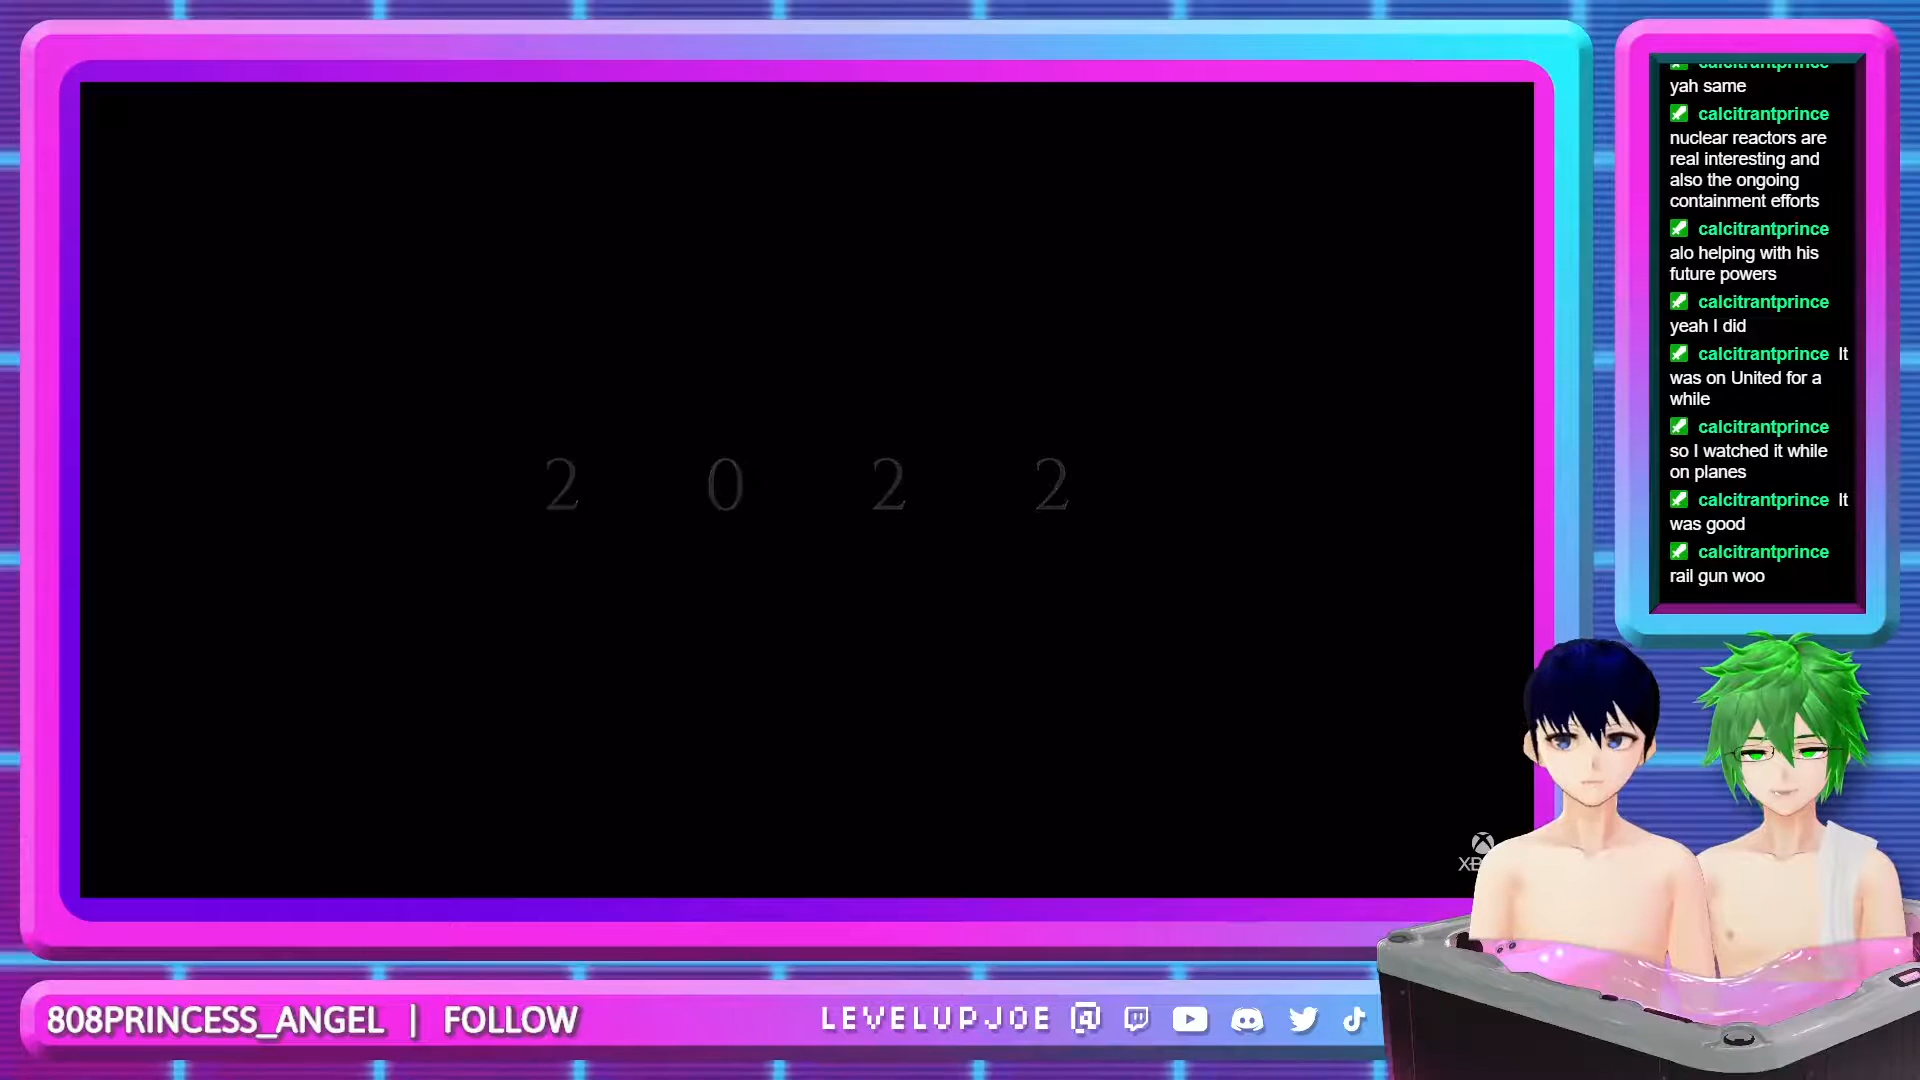 2 0 2 2
calcitrantprince
yah same
calcitrantprince
nuclear reactors are
real interesting and
also the ongoing
containment efforts
calcitrantprince
alo helping with his
future powers
calcitrantprince
yeah I did
calcitrantprince It
was on United for a
while
calcitrantprince
so I watched it while
on planes
calcitrantprince It
was good
calcitrantprince
rail gun woo
808PRINCESS_ANGEL | FOLLOW
LEVELUPJOE @